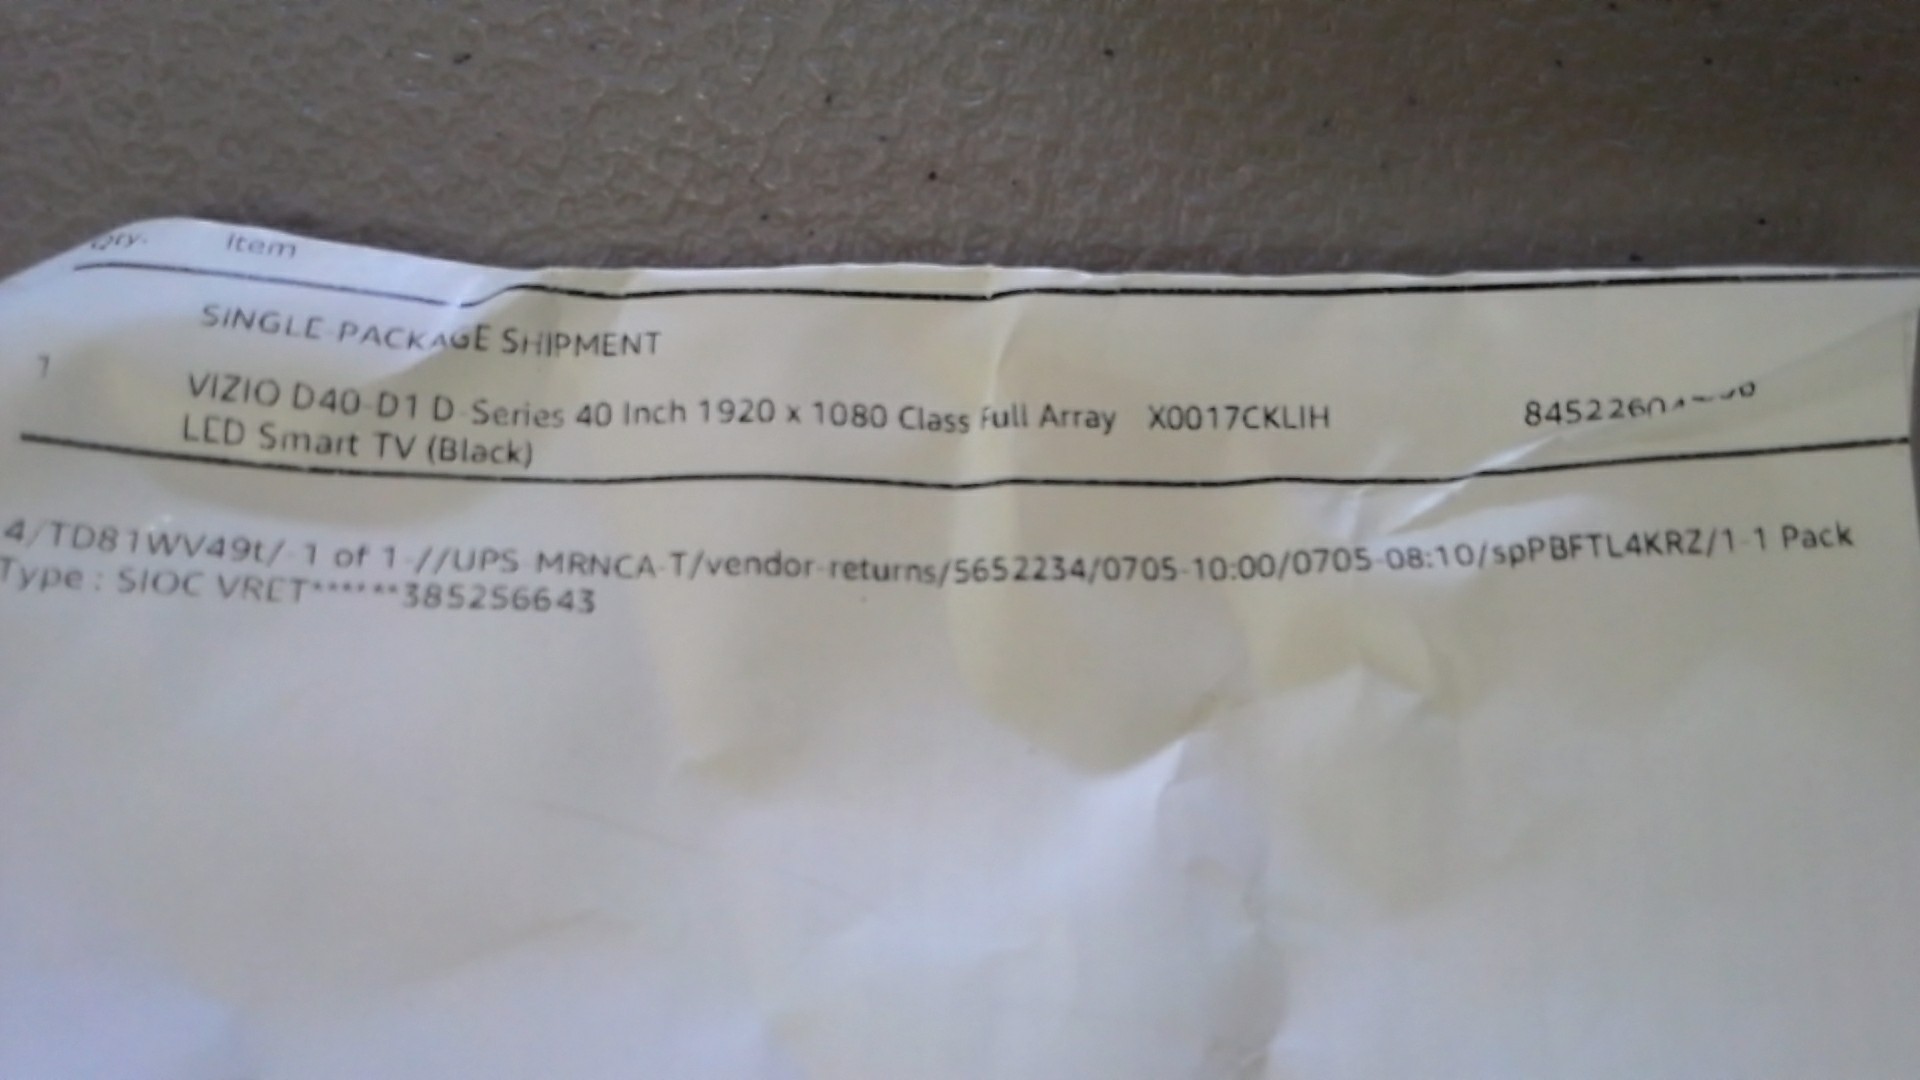 Qty. Item
SINGLE-PACKAGE SHIPMENT
1 VIZIO D40-D1 D-Series 40 Inch 1920 x 1080 Class Full Array X0017CKLIH
LED Smart TV (Black)
4/TD81WV49t/-1 of 1-//UPS-MRNCA-T/vendor-returns/5652234/0705-10:00/0705-08:10/spPBFTL4KRZ/1-1 Pack
Type : SIOC VRET******385256643